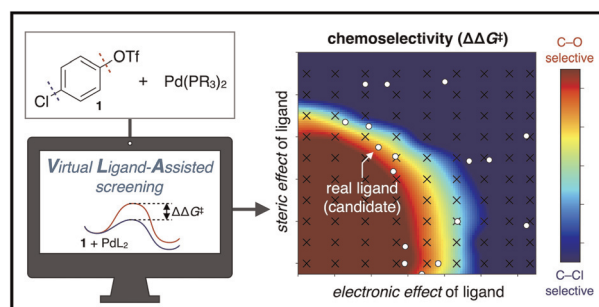 OTf
Cl
1
+ Pd(PR₃)₂
Virtual Ligand-Assisted
screening
ΔΔG‡
1 + PdL₂
chemoselectivity (ΔΔG‡)
steric effect of ligand
real ligand
(candidate)
electronic effect of ligand
C–O
selective
C–Cl
selective